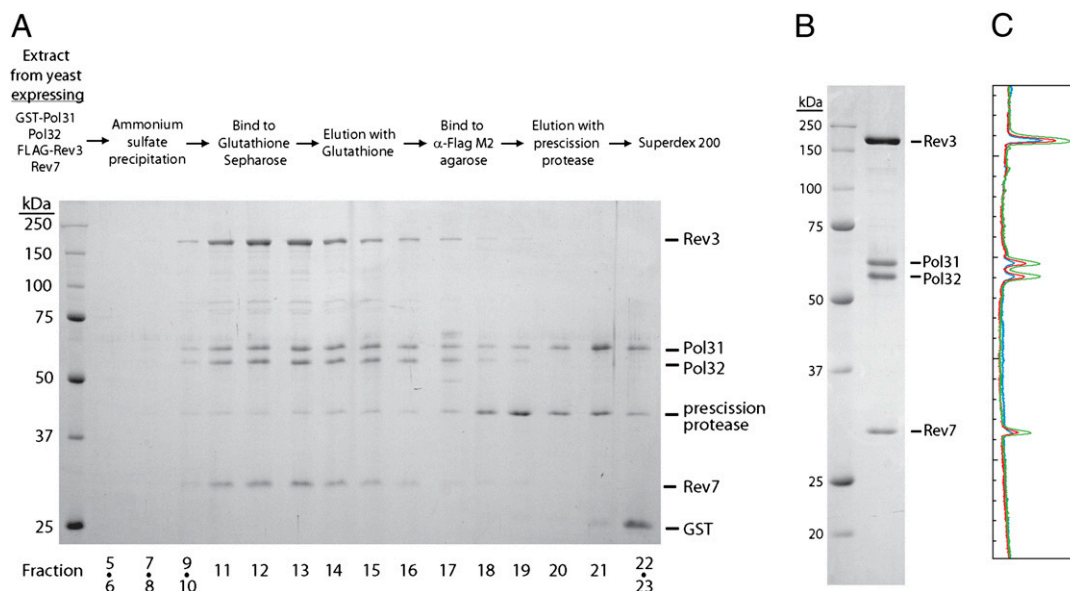 A
Extract
from yeast
expressing
GST-Pol31
Pol32
FLAG-Rev3
Rev7
Ammonium
sulfate
precipitation
Bind to
Glutathione
Sepharose
Elution with
Glutathione
Bind to
α-Flag M2
agarose
Elution with
prescission
protease
Superdex 200
kDa
250
150
100
75
50
37
25
Rev3
Pol31
Pol32
prescission
protease
Rev7
GST
Fraction 5•6 7•8 9•10 11 12 13 14 15 16 17 18 19 20 21 22•23
B
kDa
250
150
100
75
50
37
25
20
Rev3
Pol31
Pol32
Rev7
C